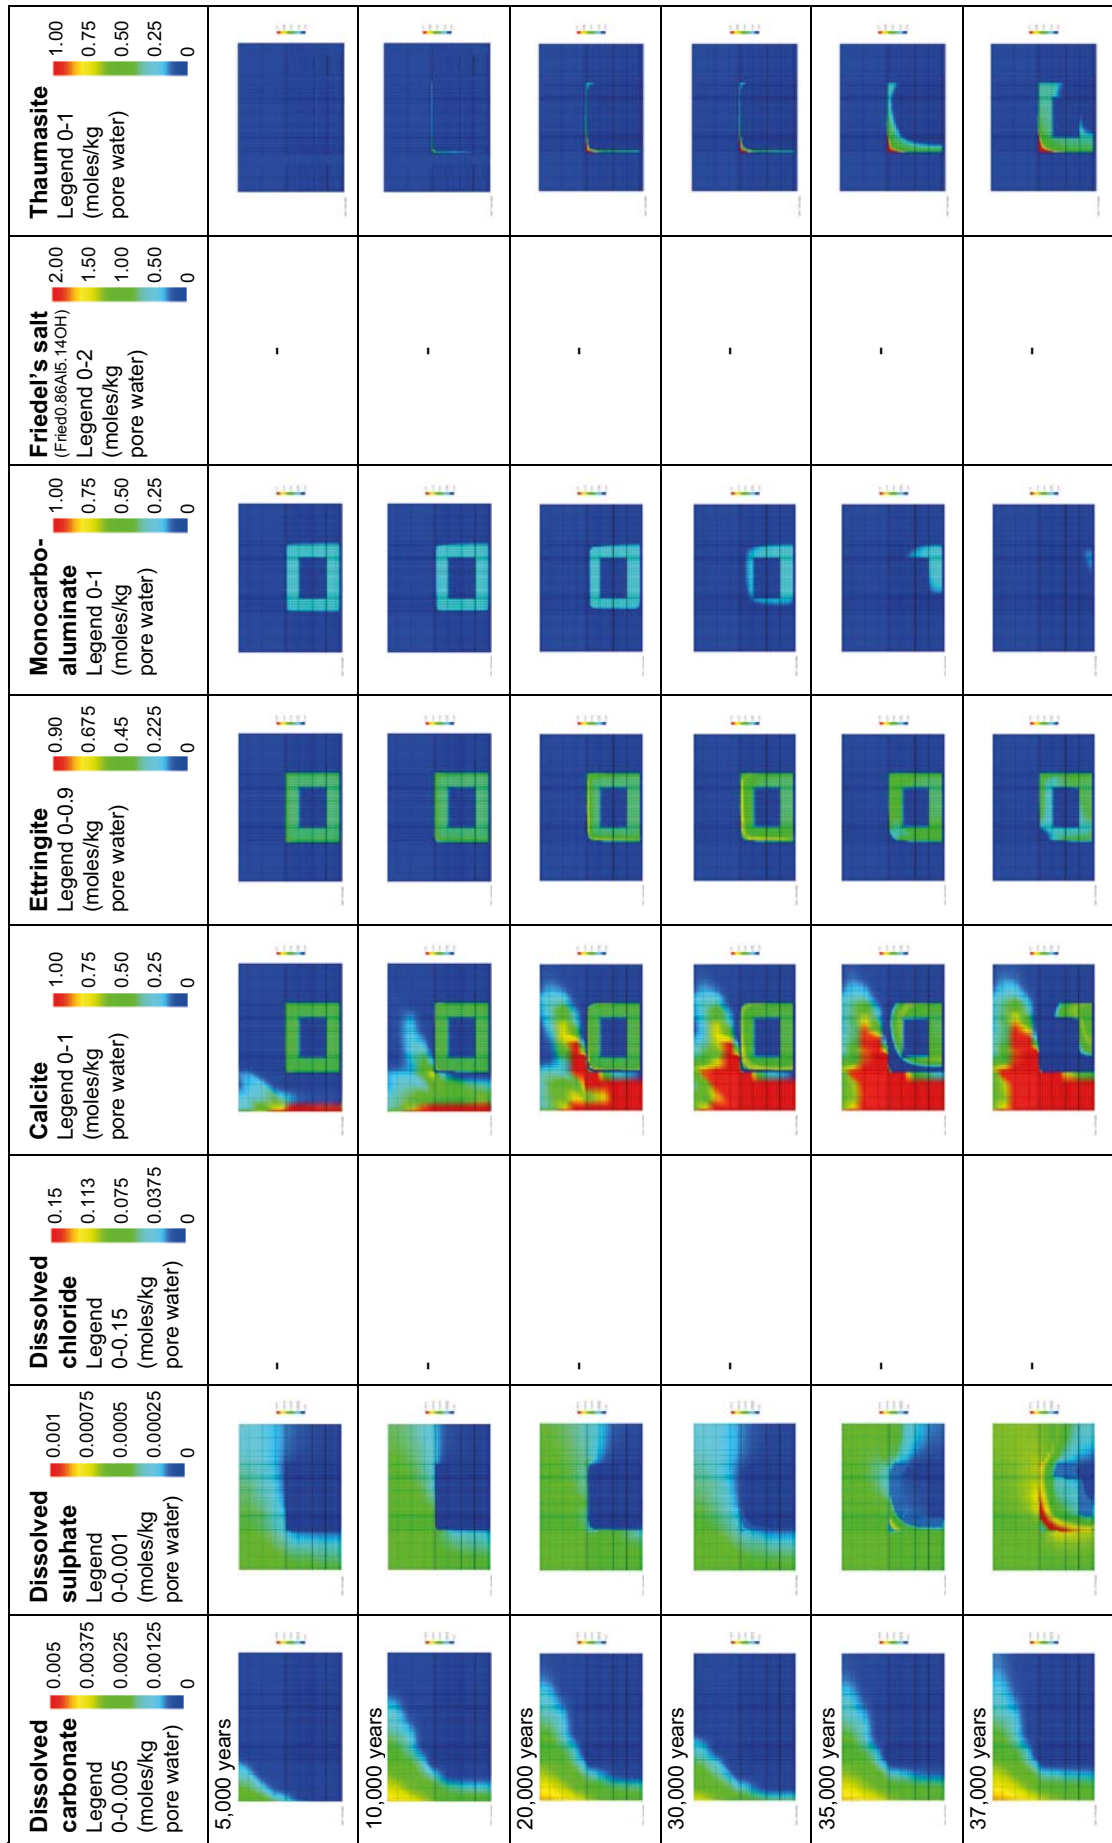 Dissolved
carbonate
Legend
0-0.005
(moles/kg
pore water)
0.005
0.00375
0.0025
0.00125
0
Dissolved
sulphate
Legend
0-0.001
(moles/kg
pore water)
0.001
0.00075
0.0005
0.00025
0
Dissolved
chloride
Legend
0-0.15
(moles/kg
pore water)
0.15
0.113
0.075
0.0375
0
Calcite
Legend 0-1
(moles/kg
pore water)
1.00
0.75
0.50
0.25
0
Ettringite
Legend 0-0.9
(moles/kg
pore water)
0.90
0.675
0.45
0.225
0
Monocarbo-
aluminate
Legend 0-1
(moles/kg
pore water)
1.00
0.75
0.50
0.25
0
Friedel's salt
(Fried0.86Al5.14OH)
Legend 0-2
(moles/kg
pore water)
2.00
1.50
1.00
0.50
0
Thaumasite
Legend 0-1
(moles/kg
pore water)
1.00
0.75
0.50
0.25
0
5,000 years
-
-
10,000 years
-
-
20,000 years
-
-
30,000 years
-
-
35,000 years
-
-
37,000 years
-
-